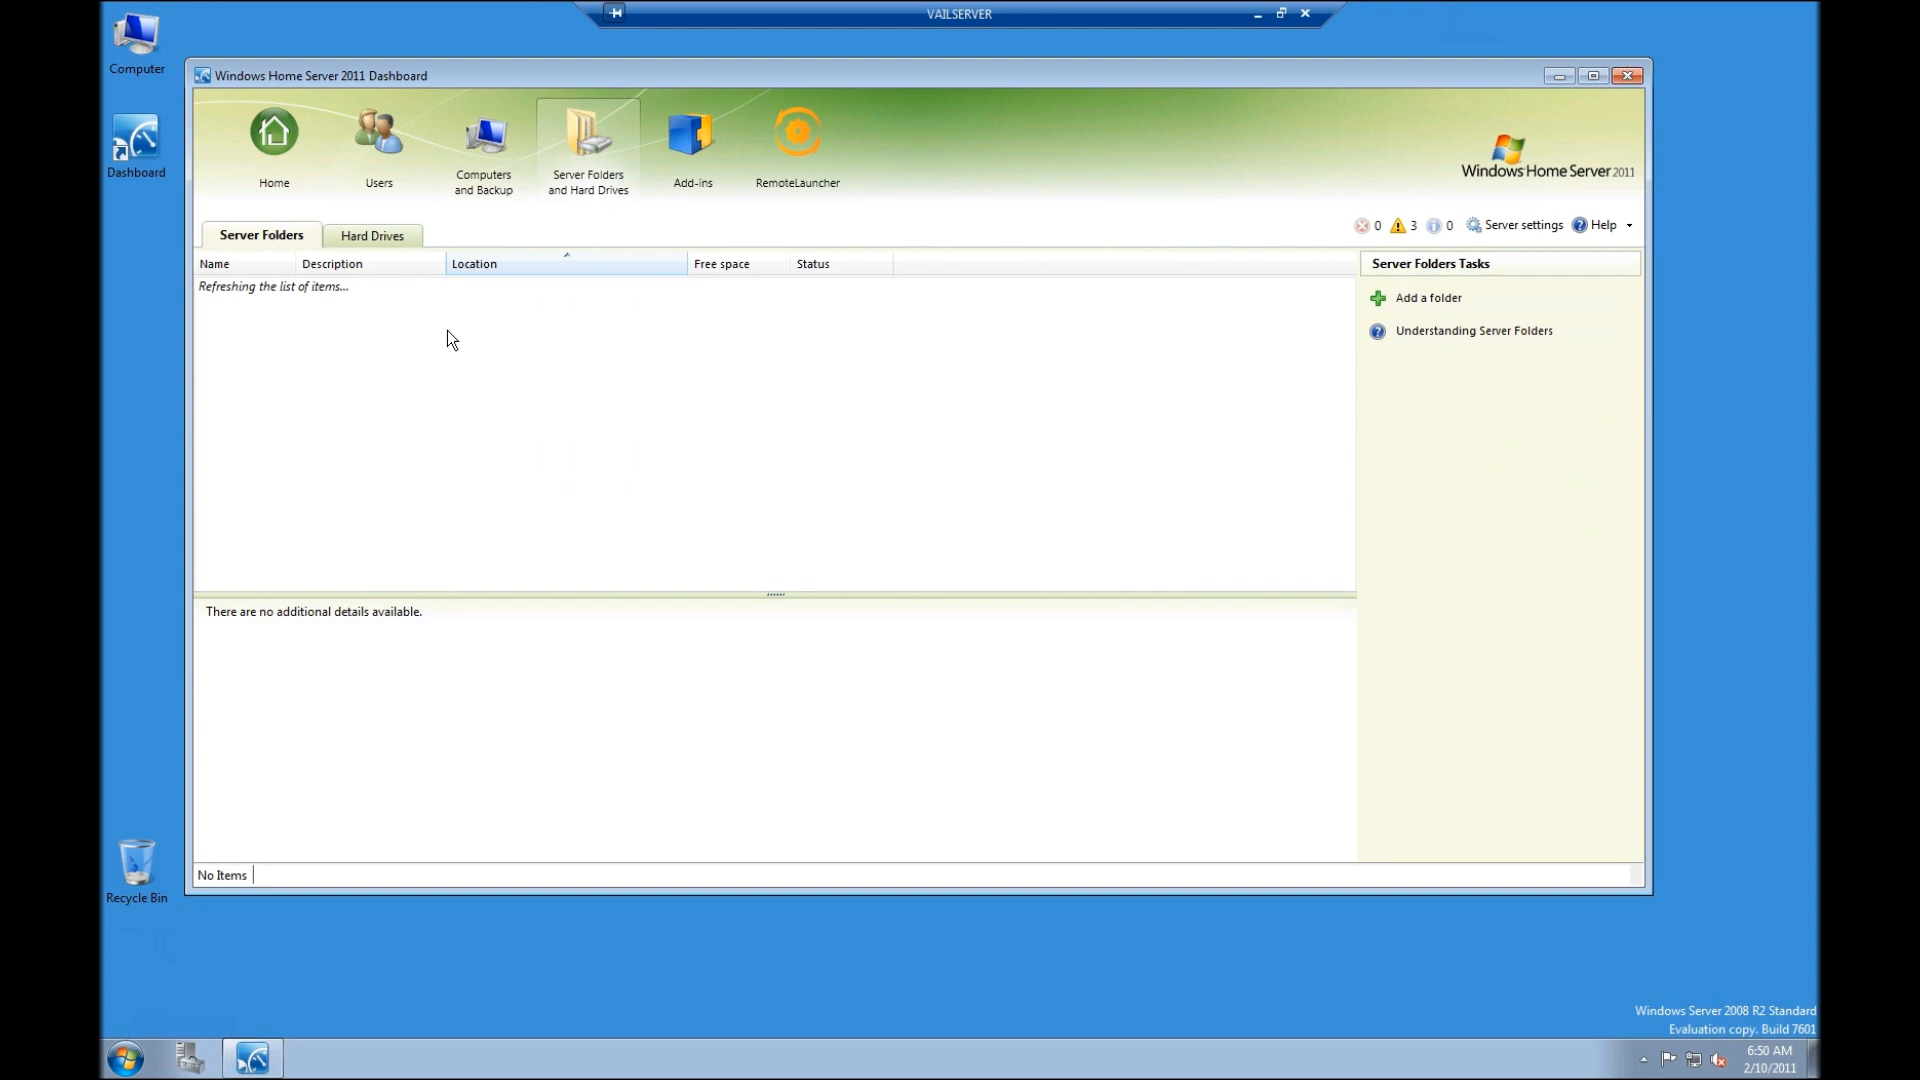 VAILSERVER
Computer
Windows Home Server 2011 Dashboard
Dashboard
Home
Users
Computers
and Backup
Server Folders
and Hard Drives
Add-ins
RemoteLauncher
Windows Home Server 2011
Server Folders
Hard Drives
0
3
0
Server settings
Help
Name
Description
Location
Free space
Status
Server Folders Tasks
Refreshing the list of items...
Add a folder
Understanding Server Folders
There are no additional details available.
No Items
Recycle Bin
Windows Server 2008 R2 Standard
Evaluation copy. Build 7601
6:50 AM
2/10/2011